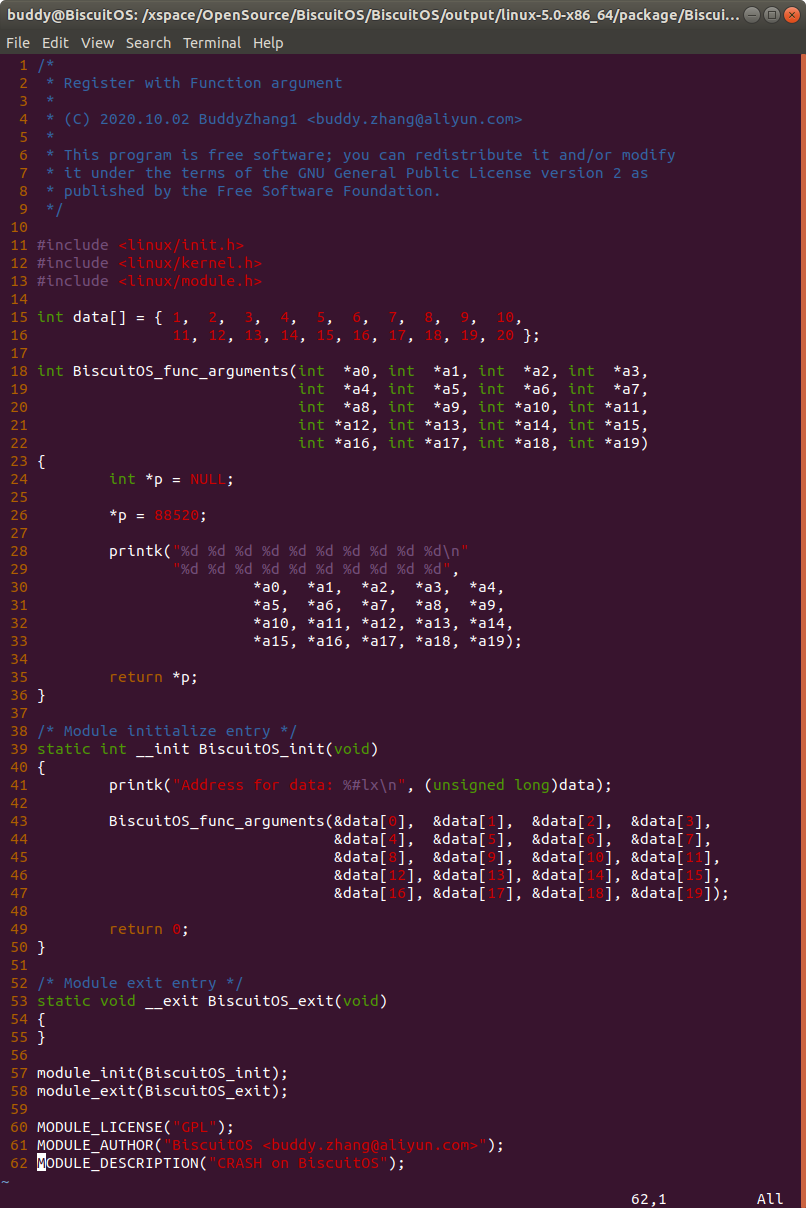 buddy@BiscuitOS: /xspace/OpenSource/BiscuitOS/BiscuitOS/output/linux-5.0-x86_64/package/Biscui...
File Edit View Search Terminal Help
1 /*
2  * Register with Function argument
3  *
4  * (C) 2020.10.02 BuddyZhang1 <buddy.zhang@aliyun.com>
5  *
6  * This program is free software; you can redistribute it and/or modify
7  * it under the terms of the GNU General Public License version 2 as
8  * published by the Free Software Foundation.
9  */
10
11 #include <linux/init.h>
12 #include <linux/kernel.h>
13 #include <linux/module.h>
14
15 int data[] = { 1,  2,  3,  4,  5,  6,  7,  8,  9,  10,
16                11, 12, 13, 14, 15, 16, 17, 18, 19, 20 };
17
18 int BiscuitOS_func_arguments(int  *a0, int  *a1, int  *a2, int  *a3,
19                              int  *a4, int  *a5, int  *a6, int  *a7,
20                              int  *a8, int  *a9, int *a10, int *a11,
21                              int *a12, int *a13, int *a14, int *a15,
22                              int *a16, int *a17, int *a18, int *a19)
23 {
24         int *p = NULL;
25
26         *p = 88520;
27
28         printk("%d %d %d %d %d %d %d %d %d %d\n"
29                "%d %d %d %d %d %d %d %d %d %d",
30                         *a0,  *a1,  *a2,  *a3,  *a4,
31                         *a5,  *a6,  *a7,  *a8,  *a9,
32                         *a10, *a11, *a12, *a13, *a14,
33                         *a15, *a16, *a17, *a18, *a19);
34
35         return *p;
36 }
37
38 /* Module initialize entry */
39 static int __init BiscuitOS_init(void)
40 {
41         printk("Address for data: %#lx\n", (unsigned long)data);
42
43         BiscuitOS_func_arguments(&data[0],  &data[1],  &data[2],  &data[3],
44                                  &data[4],  &data[5],  &data[6],  &data[7],
45                                  &data[8],  &data[9],  &data[10], &data[11],
46                                  &data[12], &data[13], &data[14], &data[15],
47                                  &data[16], &data[17], &data[18], &data[19]);
48
49         return 0;
50 }
51
52 /* Module exit entry */
53 static void __exit BiscuitOS_exit(void)
54 {
55 }
56
57 module_init(BiscuitOS_init);
58 module_exit(BiscuitOS_exit);
59
60 MODULE_LICENSE("GPL");
61 MODULE_AUTHOR("BiscuitOS <buddy.zhang@aliyun.com>");
62 MODULE_DESCRIPTION("CRASH on BiscuitOS");
~
62,1 All